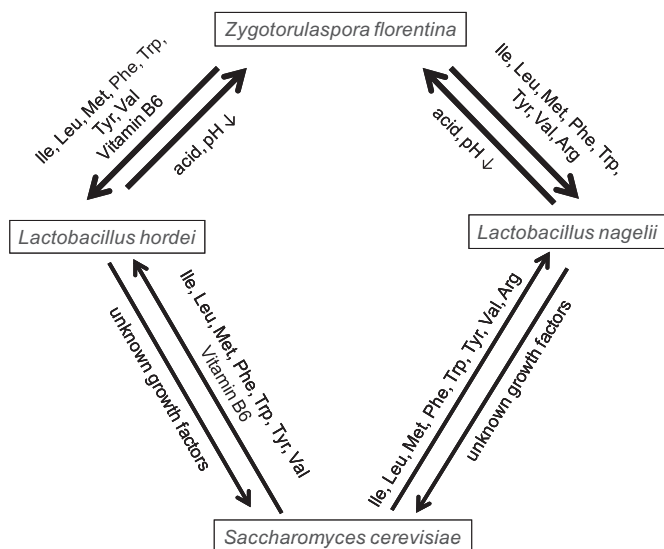 Zygotorulaspora florentina
Ile, Leu, Met, Phe, Trp,
Tyr, Val
Vitamin B6
acid, pH ↓
Ile, Leu, Met, Phe, Trp,
Tyr, Val, Arg
acid, pH ↓
Lactobacillus hordei
Lactobacillus nagelii
unknown growth factors
Ile, Leu, Met, Phe, Trp, Tyr, Val
Vitamin B6
Ile, Leu, Met, Phe, Trp, Tyr, Val, Arg
unknown growth factors
Saccharomyces cerevisiae